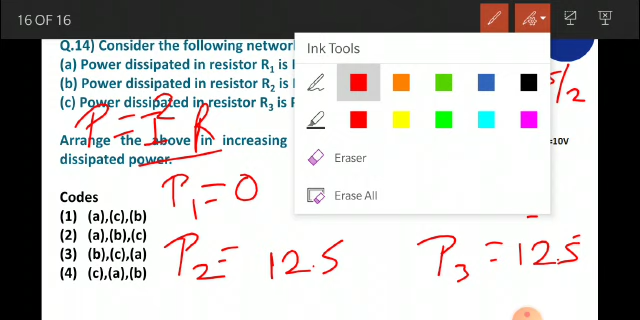 16 OF 16
Q.14) Consider the following networ
(a) Power dissipated in resistor R₁ is
(b) Power dissipated in resistor R₂ is
(c) Power dissipated in resistor R₃ is
Ink Tools
Eraser
Erase All
5/2
=10V
P = I²R
Arrange the above in increasing
dissipated power.
P₁ = 0
Codes
(1) (a),(c),(b)
(2) (a),(b),(c)
(3) (b),(c),(a)
(4) (c),(a),(b)
P₂ = 12.5
P₃ = 12.5